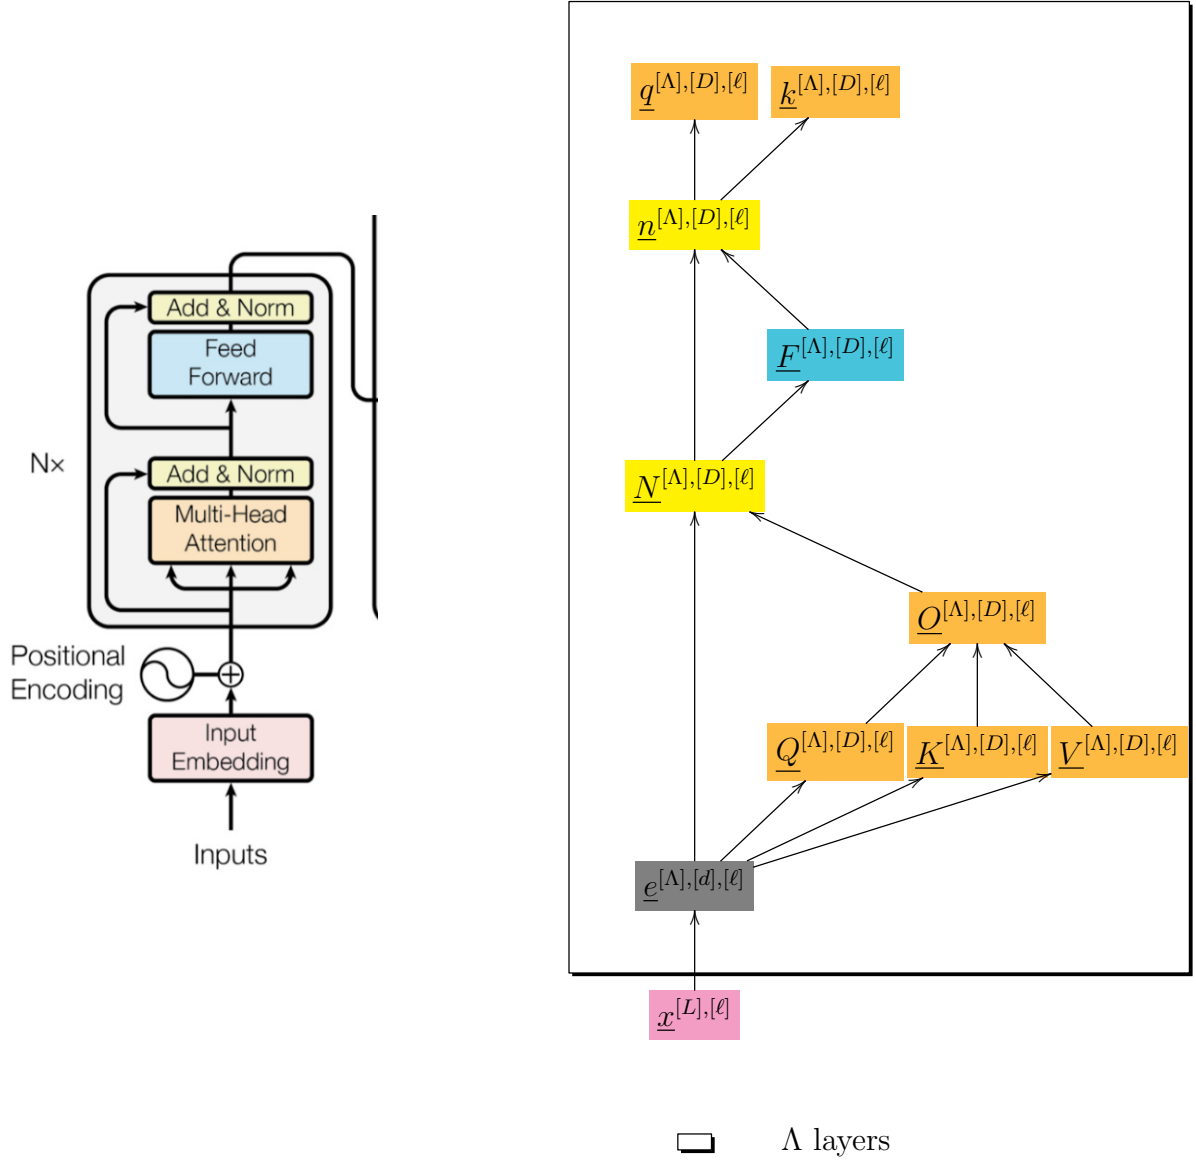 Add & Norm
Feed
Forward
N×
Add & Norm
Multi-Head
Attention
Positional
Encoding
Input
Embedding
Inputs
q^{[Λ],[D],[ℓ]} k^{[Λ],[D],[ℓ]}
n^{[Λ],[D],[ℓ]}
F^{[Λ],[D],[ℓ]}
N^{[Λ],[D],[ℓ]}
O^{[Λ],[D],[ℓ]}
Q^{[Λ],[D],[ℓ]} K^{[Λ],[D],[ℓ]} V^{[Λ],[D],[ℓ]}
e^{[Λ],[d],[ℓ]}
x^{[L],[ℓ]}
Λ layers